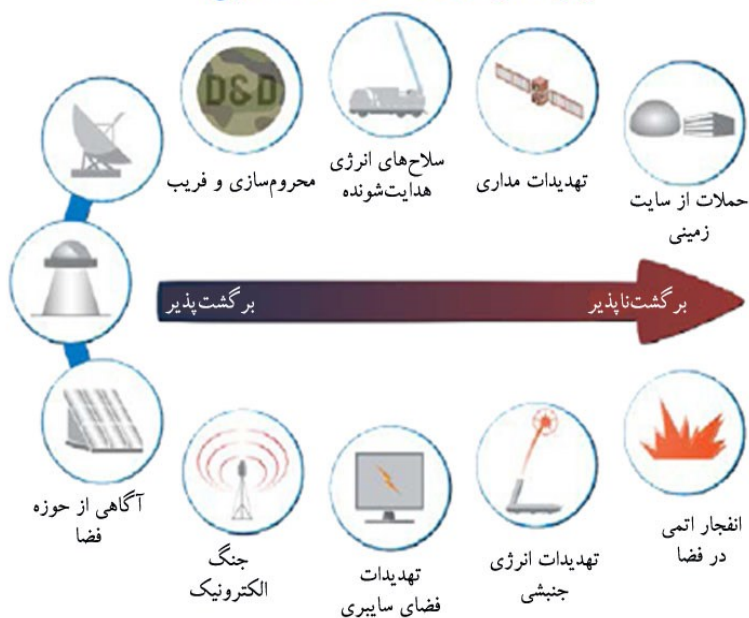 D&D
محروم‌سازی و فریب
سلاح‌های انرژی
هدایت‌شونده
تهدیدات مداری
حملات از سایت
زمینی
برگشت‌پذیر
برگشت‌ناپذیر
آگاهی از حوزه
فضا
جنگ
الکترونیک
تهدیدات
فضای سایبری
تهدیدات انرژی
جنبشی
انفجار اتمی
در فضا